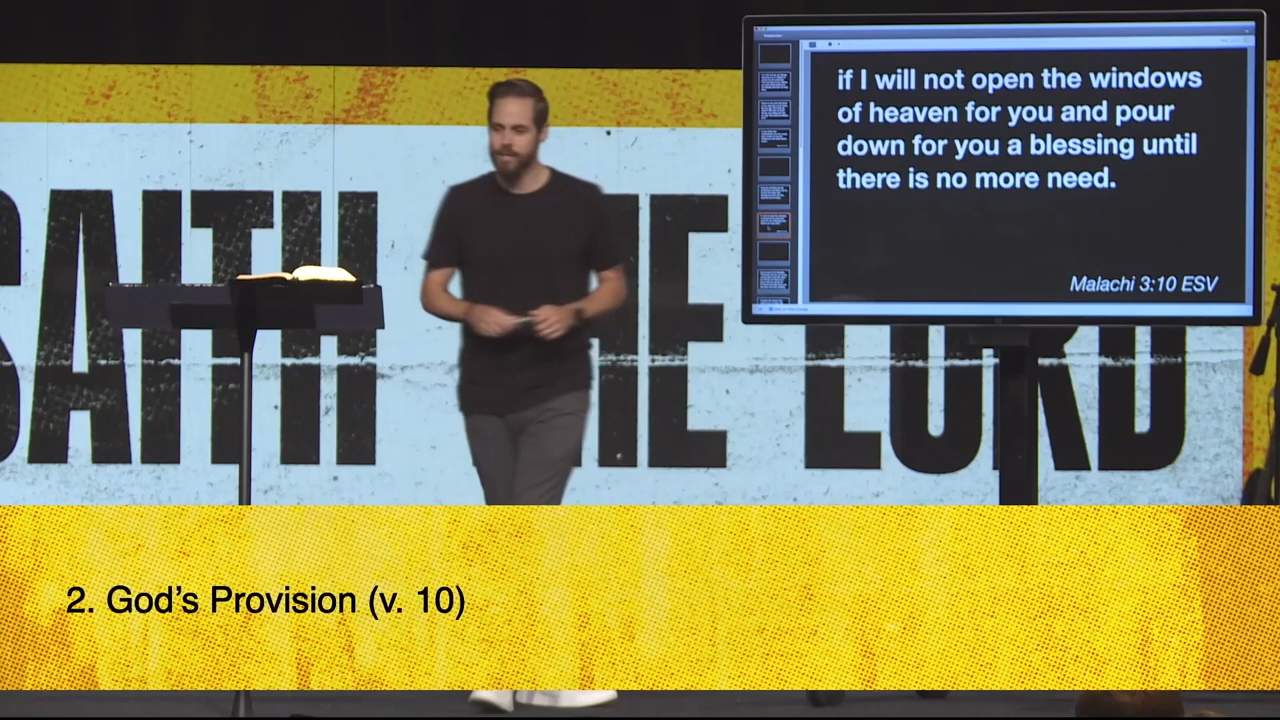 if I will not open the windows
of heaven for you and pour
down for you a blessing until
there is no more need.
Malachi 3:10 ESV
SAITH THE LORD
2. God's Provision (v. 10)